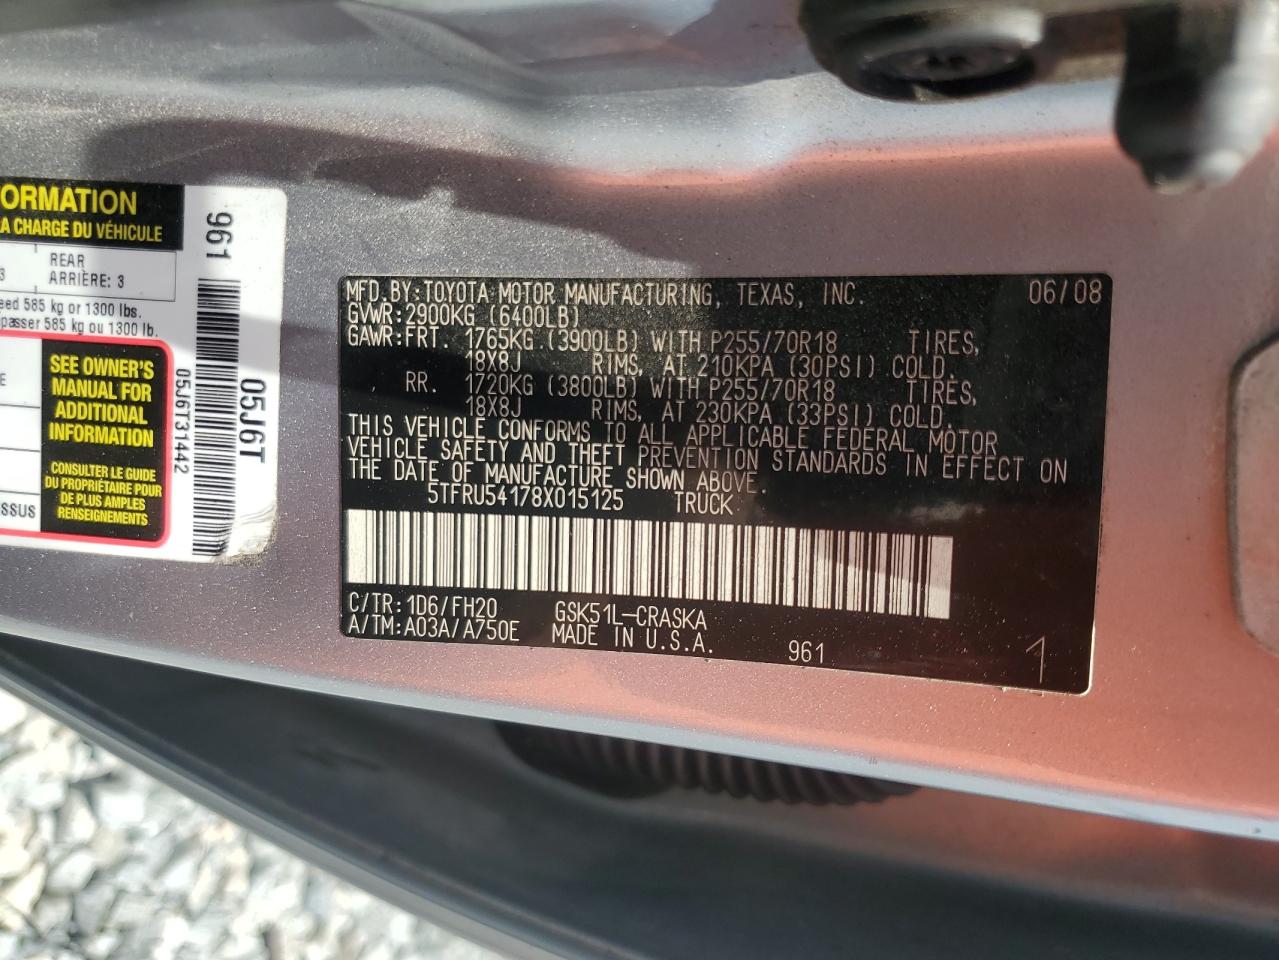 ORMATION
A CHARGE DU VÉHICULE
3 REAR
ARRIÈRE: 3
eed 585 kg or 1300 lbs.
passer 585 kg ou 1300 lb.
E
SEE OWNER'S
MANUAL FOR
ADDITIONAL
INFORMATION
CONSULTER LE GUIDE
DU PROPRIÉTAIRE POUR
DE PLUS AMPLES
RENSEIGNEMENTS
SSUS
961
05J6T
05J6T31442
MFD.BY:TOYOTA MOTOR MANUFACTURING, TEXAS, INC. 06/08
GVWR:2900KG (6400LB)
GAWR:FRT. 1765KG (3900LB) WITH P255/70R18 TIRES,
18X8J RIMS, AT 210KPA (30PSI) COLD.
RR. 1720KG (3800LB) WITH P255/70R18 TIRES,
18X8J RIMS, AT 230KPA (33PSI) COLD.
THIS VEHICLE CONFORMS TO ALL APPLICABLE FEDERAL MOTOR
VEHICLE SAFETY AND THEFT PREVENTION STANDARDS IN EFFECT ON
THE DATE OF MANUFACTURE SHOWN ABOVE.
5TFRU54178X015125 TRUCK
C/TR:1D6/FH20 GSK51L-CRASKA
A/TM:A03A/A750E MADE IN U.S.A. 961 1